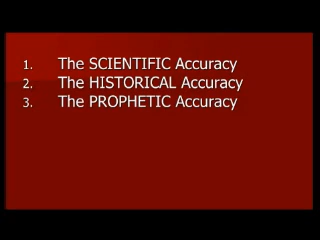 1. The SCIENTIFIC Accuracy
2. The HISTORICAL Accuracy
3. The PROPHETIC Accuracy